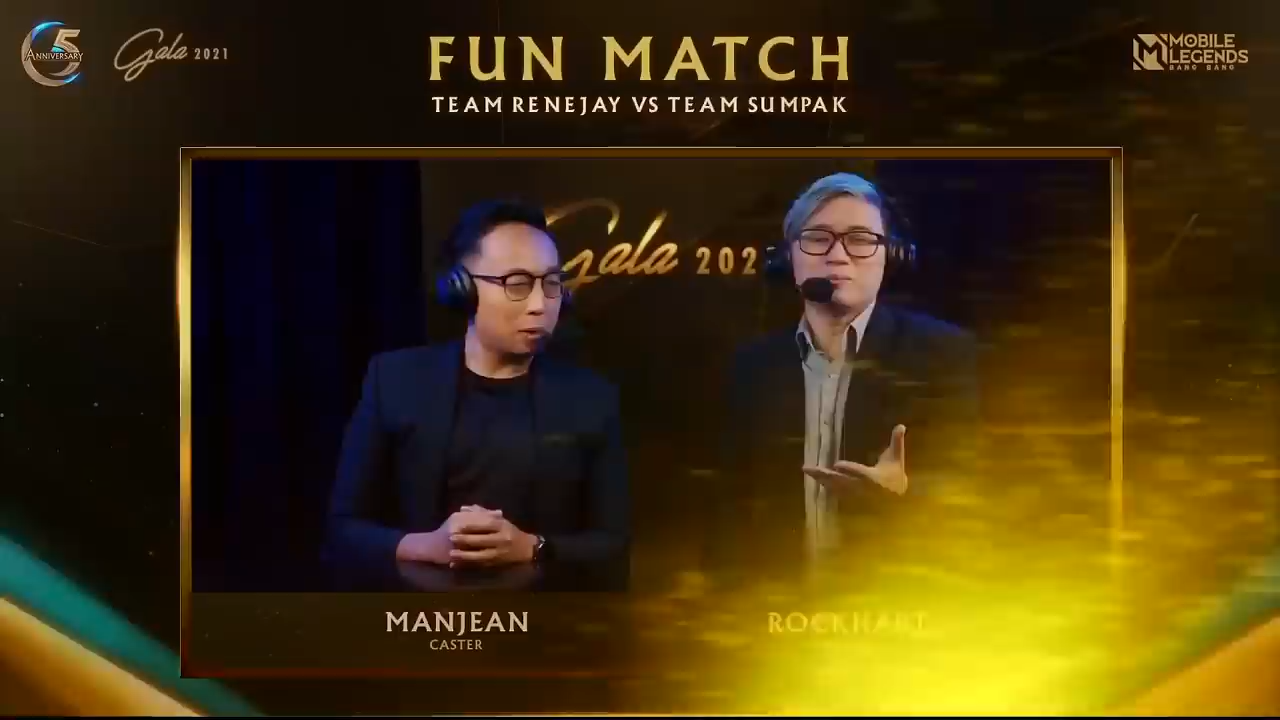 5
ANNIVERSARY
Gala 2021
FUN MATCH
TEAM RENEJAY VS TEAM SUMPAK
MOBILE
LEGENDS
BANG BANG
Gala 202
MANJEAN
CASTER
ROCKHART